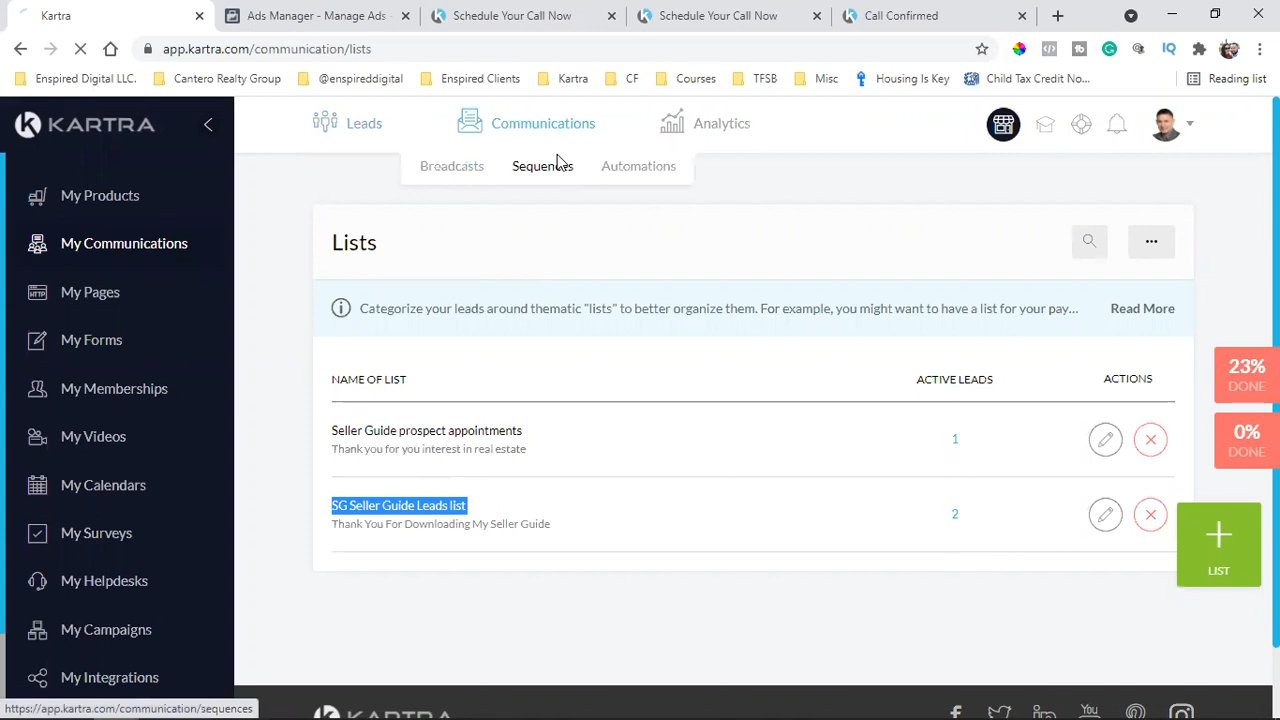 Kartra
Ads Manager - Manage Ads
Schedule Your Call Now
Schedule Your Call Now
Call Confirmed
app.kartra.com/communication/lists
Enspired Digital LLC.
Cantero Realty Group
@enspireddigital
Enspired Clients
Kartra
CF
Courses
TFSB
Misc
Housing Is Key
Child Tax Credit No...
Reading list
KARTRA
Leads
Communications
Analytics
Broadcasts
Sequences
Automations
My Products
My Communications
My Pages
My Forms
My Memberships
My Videos
My Calendars
My Surveys
My Helpdesks
My Campaigns
My Integrations
Lists
Categorize your leads around thematic "lists" to better organize them. For example, you might want to have a list for your pay...
Read More
NAME OF LIST
ACTIVE LEADS
ACTIONS
Seller Guide prospect appointments
Thank you for you interest in real estate
1
SG Seller Guide Leads list
Thank You For Downloading My Seller Guide
2
23%
DONE
0%
DONE
LIST
https://app.kartra.com/communication/sequences
KARTRA